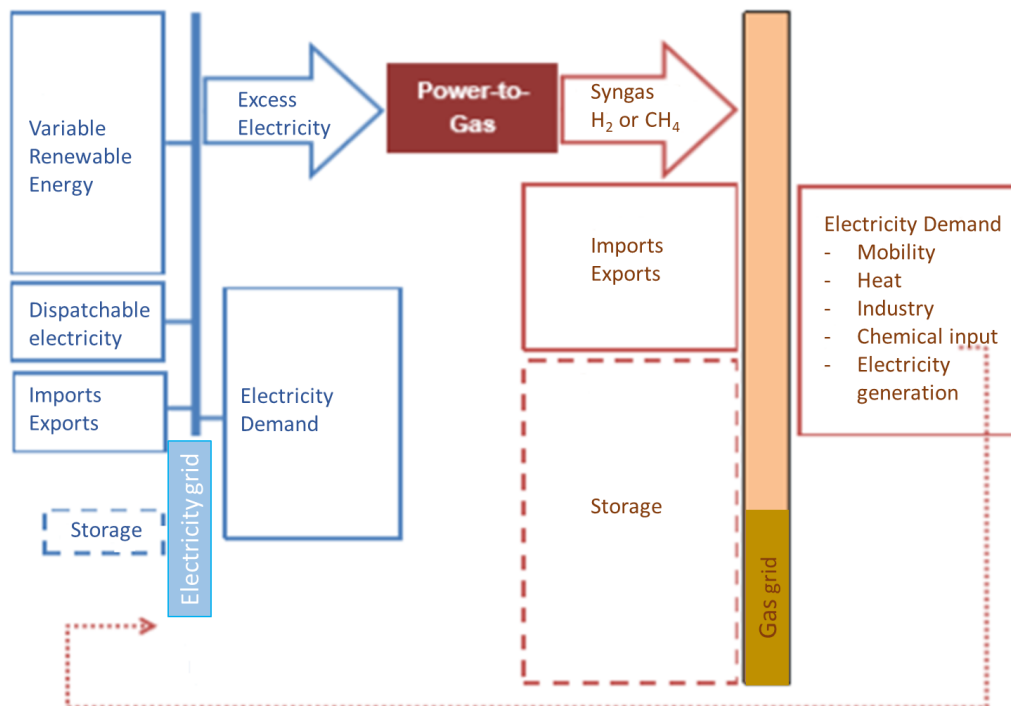 Variable
Renewable
Energy
Dispatchable
electricity
Imports
Exports
Storage
Electricity grid
Excess
Electricity
Electricity
Demand
Power-to-
Gas
Syngas
H₂ or CH₄
Imports
Exports
Storage
Gas grid
Electricity Demand
- Mobility
- Heat
- Industry
- Chemical input
- Electricity
generation